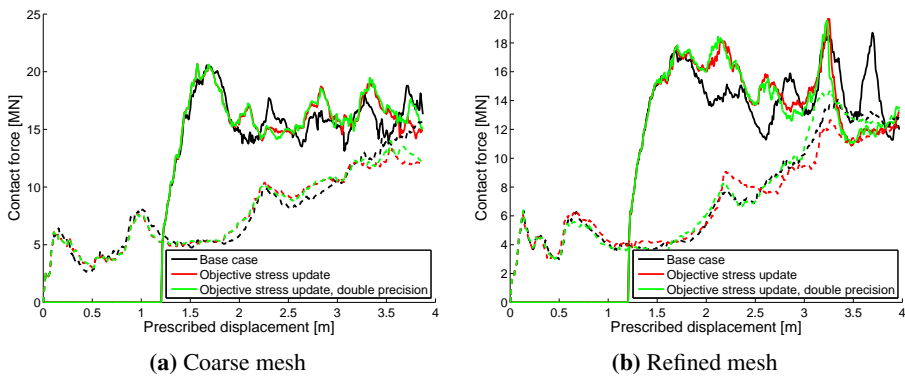 25
20
15
10
5
0
Contact force [MN]
0 0.5 1 1.5 2 2.5 3 3.5 4
Prescribed displacement [m]
Base case
Objective stress update
Objective stress update, double precision
(a) Coarse mesh
20
18
16
14
12
10
8
6
4
2
0
Contact force [MN]
0 0.5 1 1.5 2 2.5 3 3.5 4
Prescribed displacement [m]
Base case
Objective stress update
Objective stress update, double precision
(b) Refined mesh